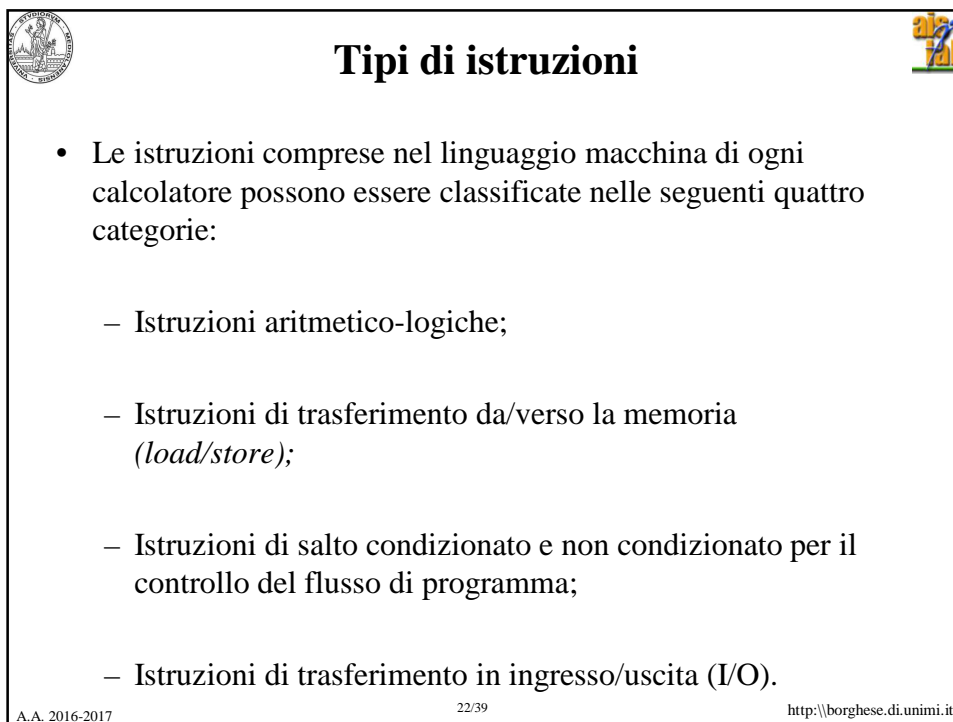 Tipi di istruzioni
• Le istruzioni comprese nel linguaggio macchina di ogni
calcolatore possono essere classificate nelle seguenti quattro
categorie:
– Istruzioni aritmetico-logiche;
– Istruzioni di trasferimento da/verso la memoria
(load/store);
– Istruzioni di salto condizionato e non condizionato per il
controllo del flusso di programma;
– Istruzioni di trasferimento in ingresso/uscita (I/O).
A.A. 2016-2017
22/39
http:\\borghese.di.unimi.it